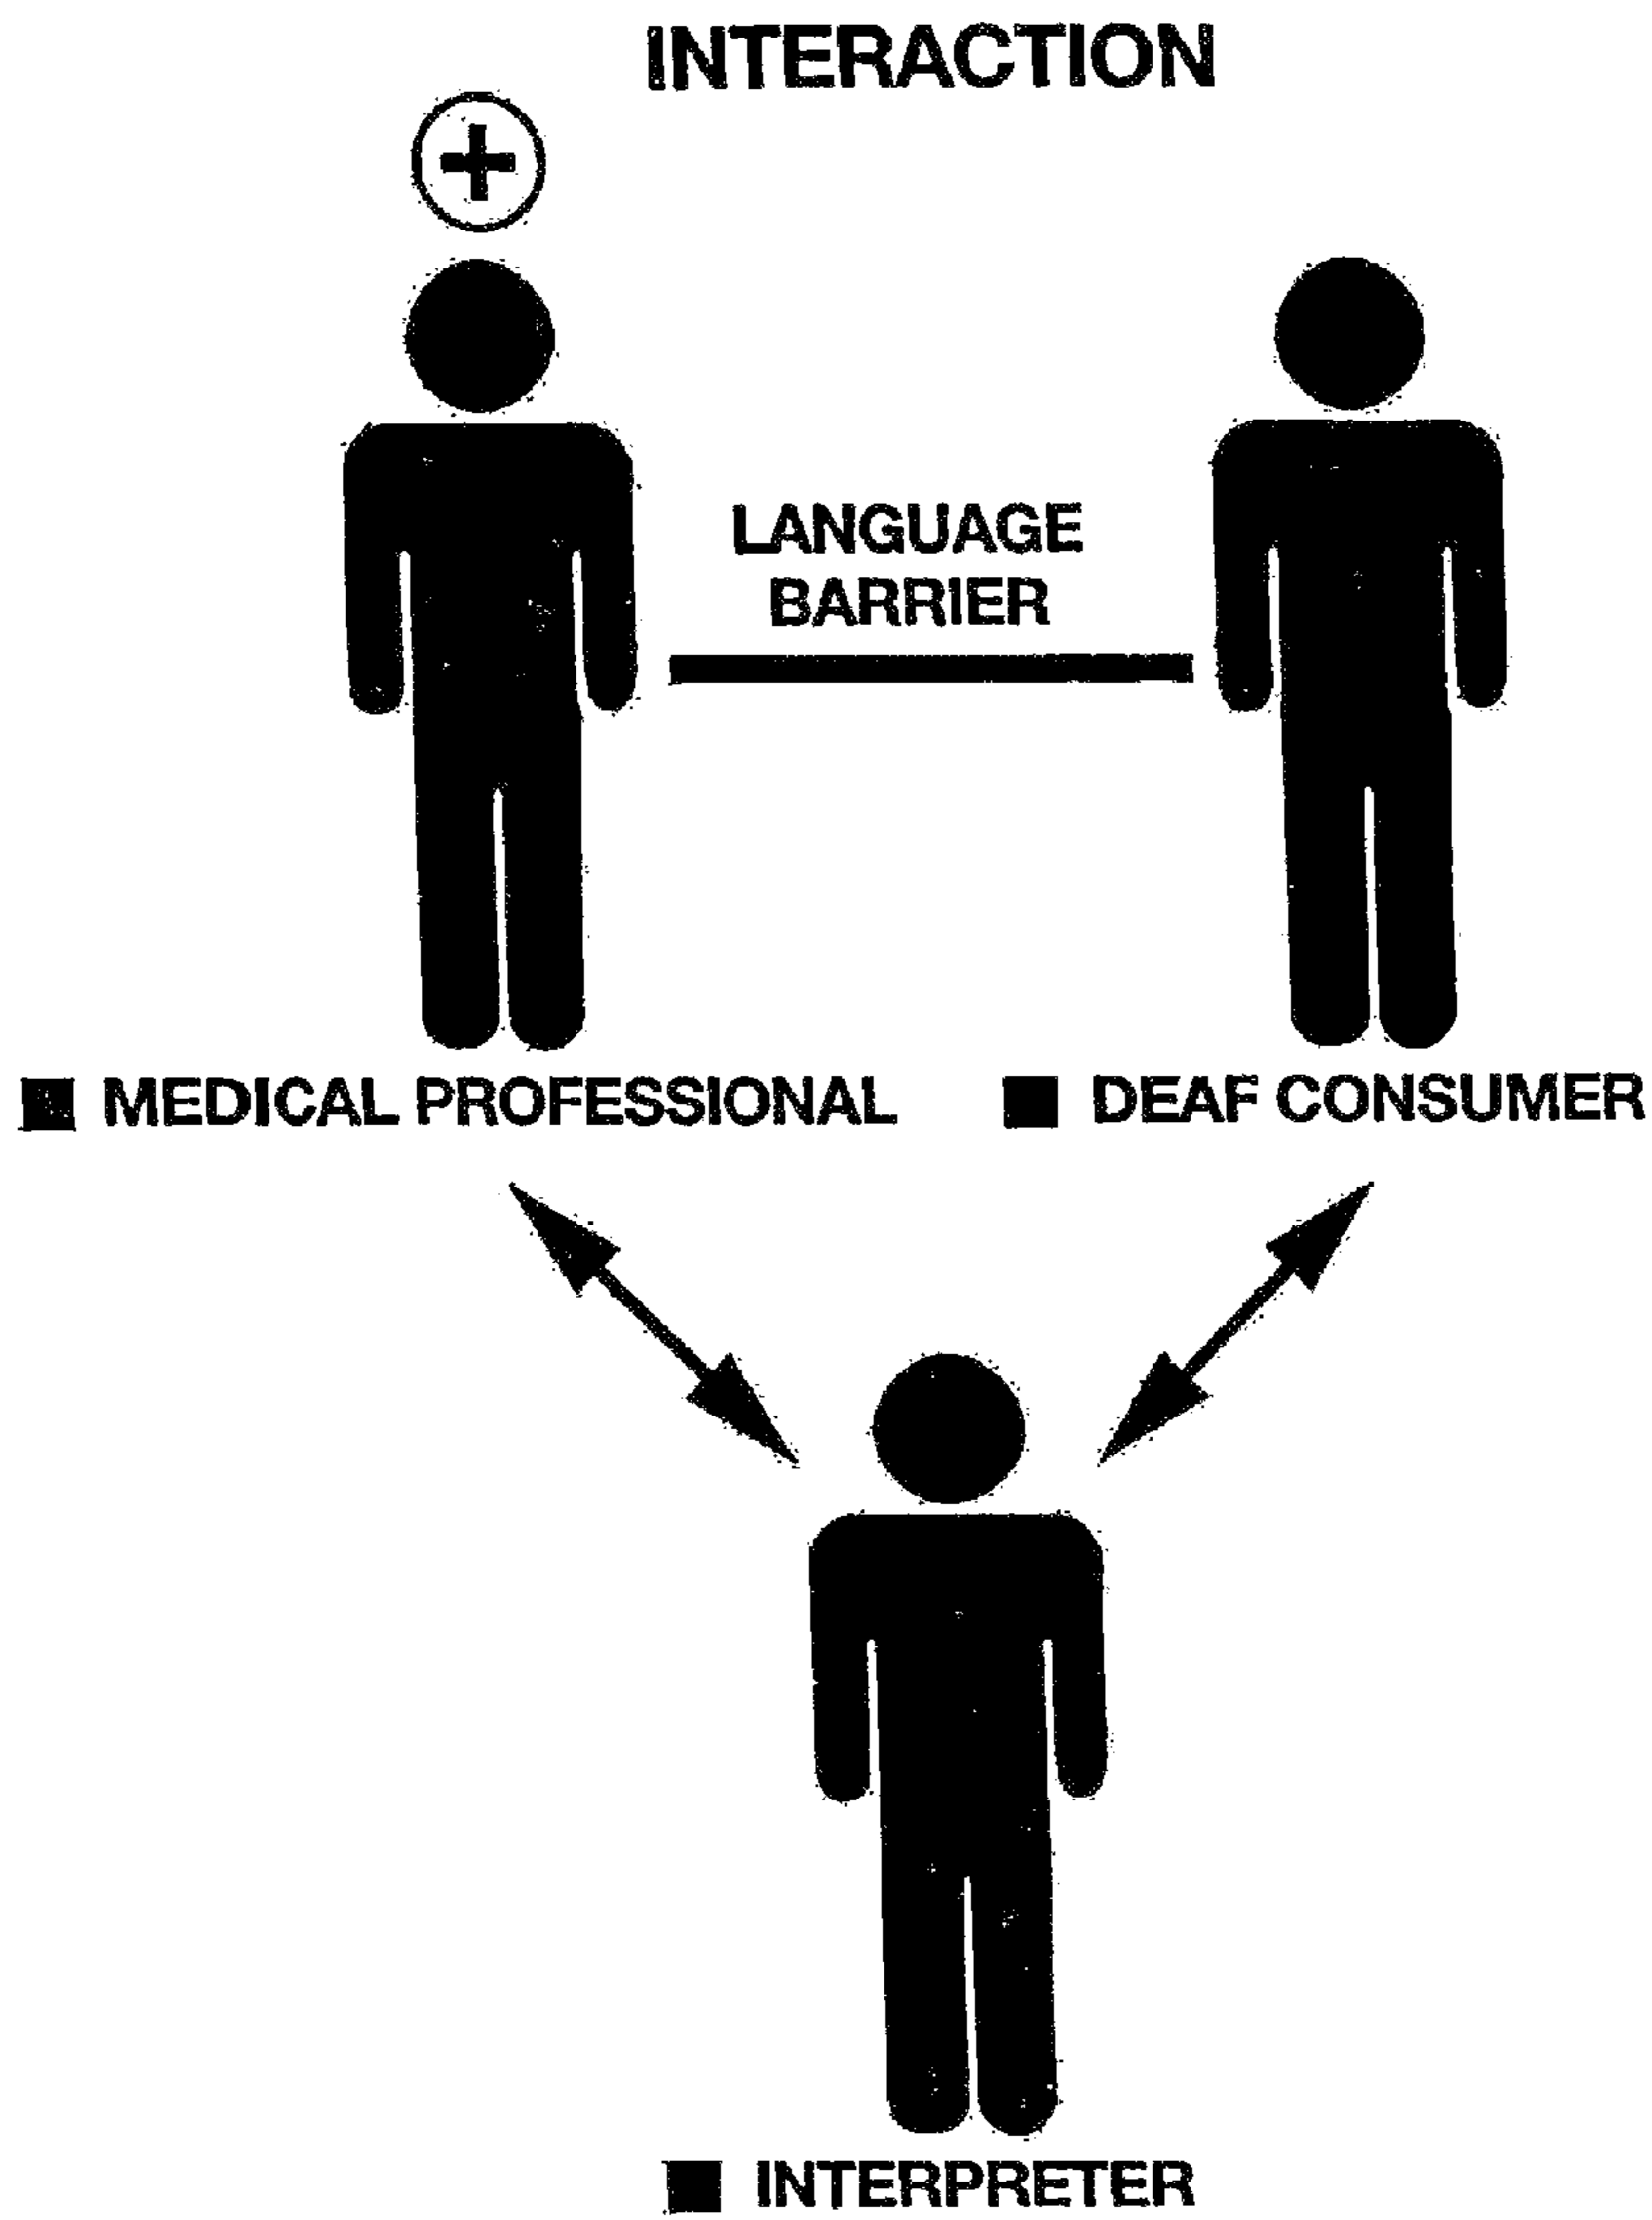 INTERACTION
LANGUAGE
BARRIER
MEDICAL PROFESSIONAL
DEAF CONSUMER
INTERPRETER